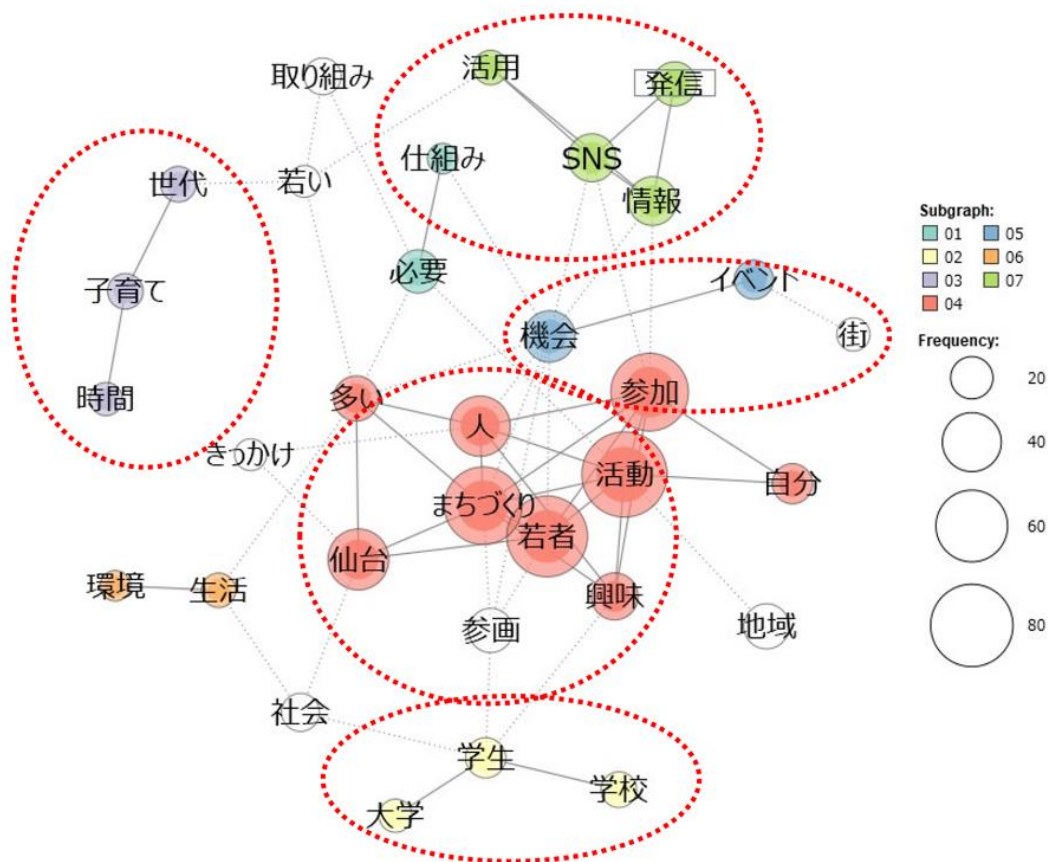 取り組み
活用
発信
仕組み
SNS
世代
若い
情報
必要
イベント
子育て
機会
街
時間
多い
参加
人
きっかけ
活動
自分
まちづくり
若者
仙台
環境
生活
興味
参画
地域
社会
学生
学校
大学
Subgraph:
01 05
02 06
03 07
04
Frequency:
20
40
60
80